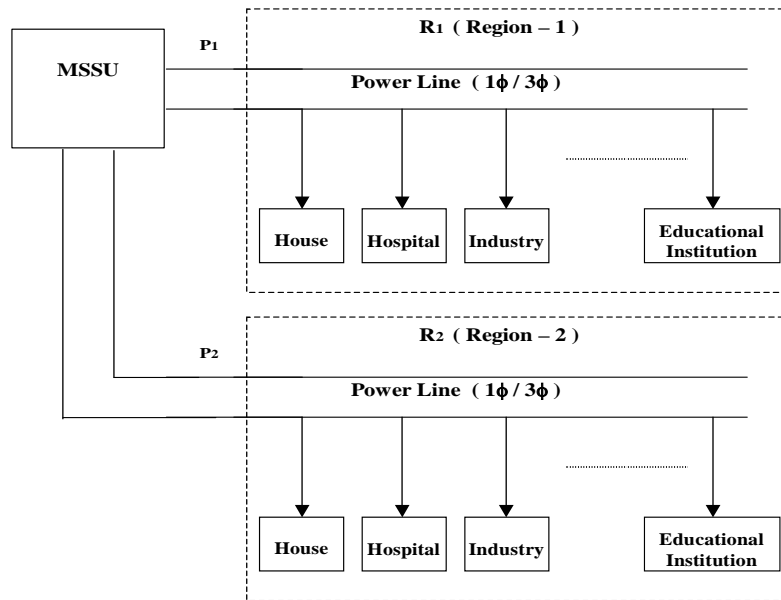 MSSU
P1
R1 ( Region – 1 )
Power Line ( 1ϕ / 3ϕ )
House
Hospital
Industry
Educational
Institution
R2 ( Region – 2 )
P2
Power Line ( 1ϕ / 3ϕ )
House
Hospital
Industry
Educational
Institution